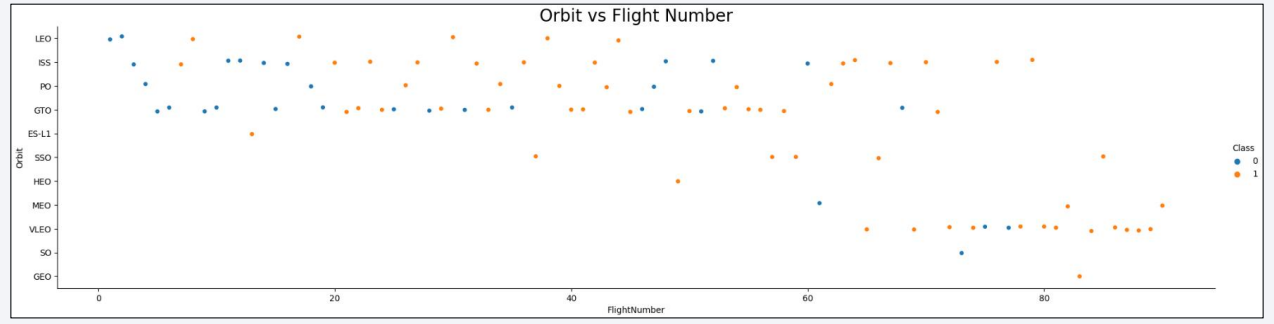 Orbit vs Flight Number
LEO
ISS
PO
GTO
ES-L1
SSO
HEO
MEO
VLEO
SO
GEO
Orbit
0
20
40
60
80
FlightNumber
Class
0
1